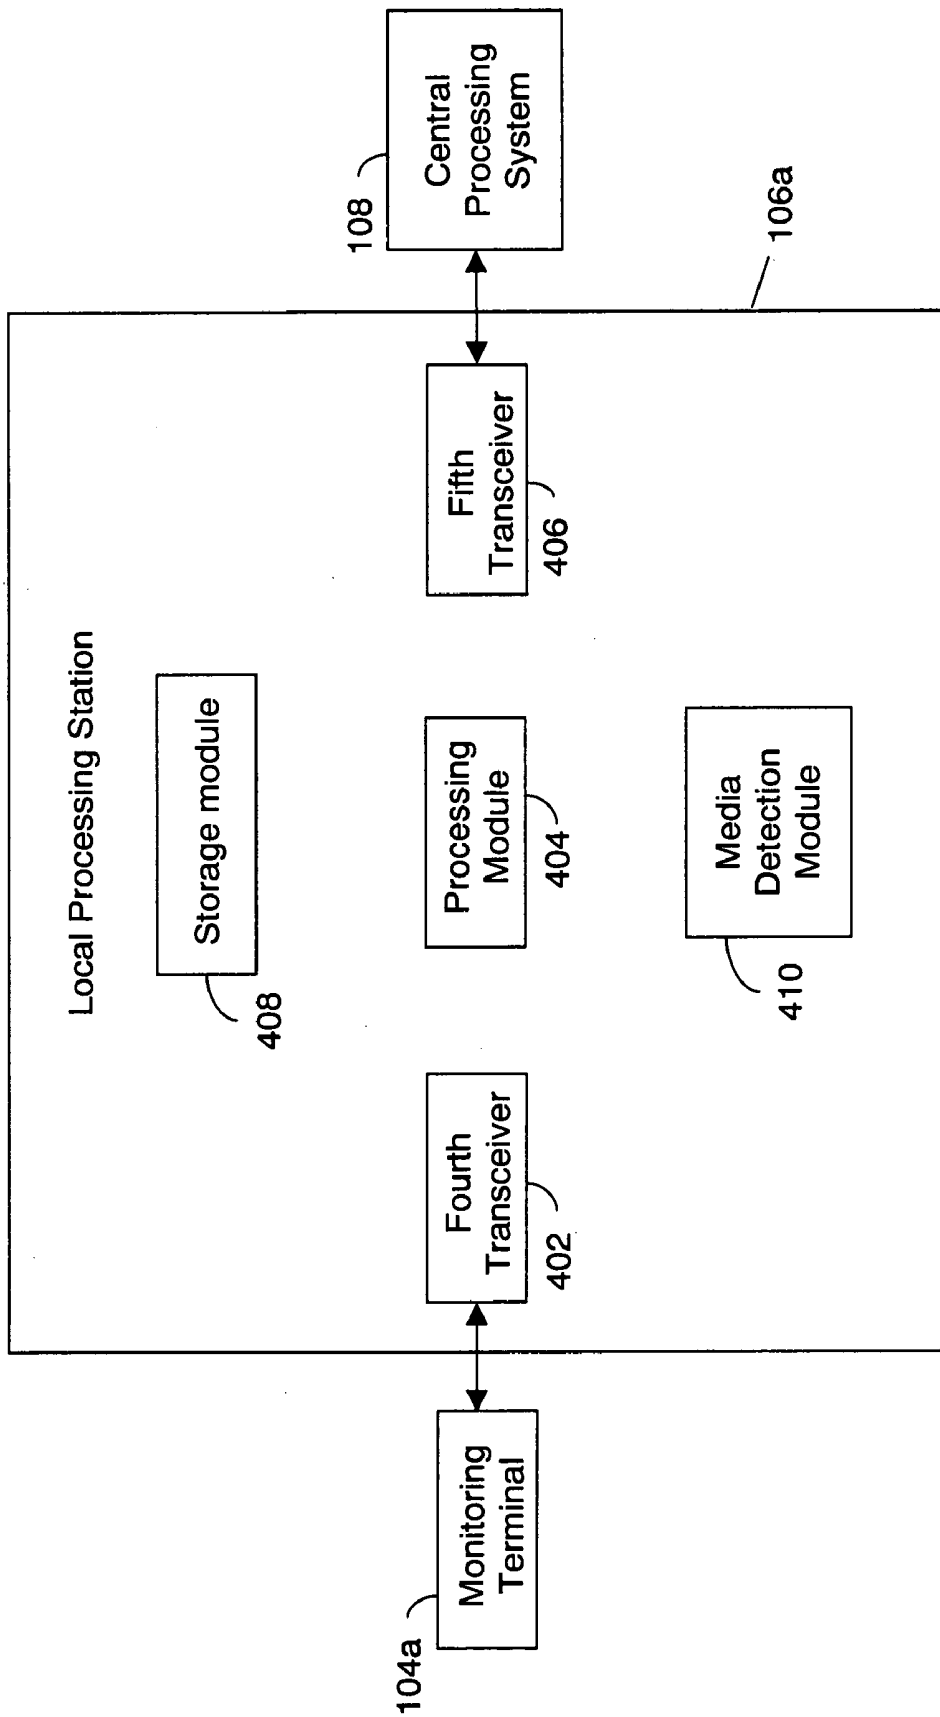 Local Processing Station
Storage module
408
Monitoring
Terminal
104a
Fourth
Transceiver
402
Processing
Module
404
Fifth
Transceiver
406
Central
Processing
System
108
Media
Detection
Module
410
106a